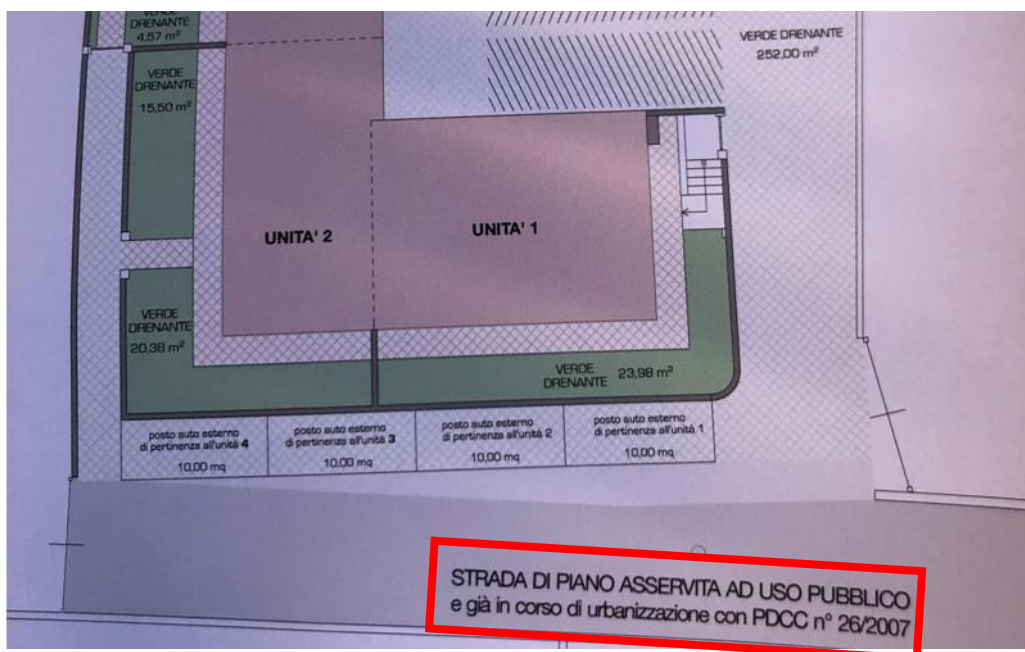 VERDE
DRENANTE
4,57 m²
VERDE DRENANTE
252,00 m²
VERDE
DRENANTE
15,50 m²
UNITA' 2
UNITA' 1
VERDE
DRENANTE
20,38 m²
VERDE
DRENANTE 23,98 m²
posto auto esterno
di pertinenza all'unità 4
10,00 mq
posto auto esterno
di pertinenza all'unità 3
10,00 mq
posto auto esterno
di pertinenza all'unità 2
10,00 mq
posto auto esterno
di pertinenza all'unità 1
10,00 mq
STRADA DI PIANO ASSERVITA AD USO PUBBLICO
e già in corso di urbanizzazione con PDCC n° 26/2007